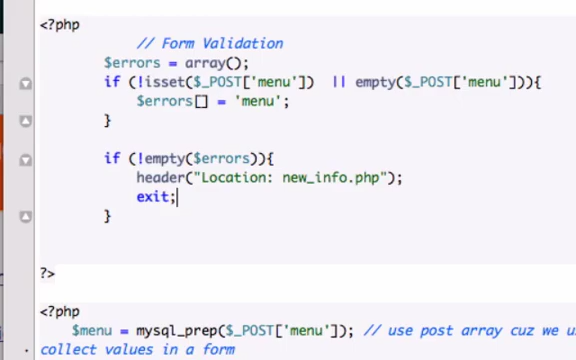 <?php
// Form Validation
$errors = array();
if (!isset($_POST['menu']) || empty($_POST['menu'])){
$errors[] = 'menu';
}
if (!empty($errors)){
header("Location: new_info.php");
exit;
}
?>
<?php
$menu = mysql_prep($_POST['menu']); // use post array cuz we u
collect values in a form